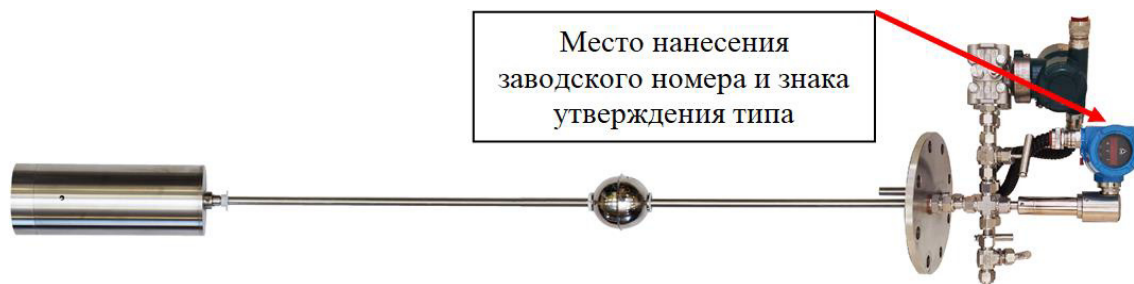 Место нанесения
заводского номера и знака
утверждения типа